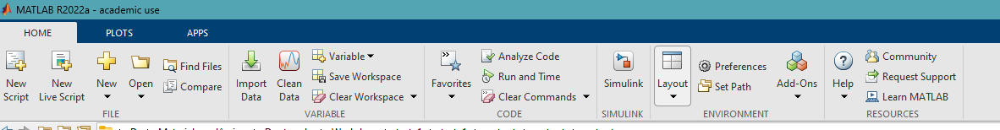 MATLAB R2022a - academic use
HOME PLOTS APPS
New Script
New Live Script
New
Open
Find Files
Compare
FILE
Import Data
Clean Data
Variable
Save Workspace
Clear Workspace
VARIABLE
Favorites
Analyze Code
Run and Time
Clear Commands
CODE
Simulink
SIMULINK
Layout
Preferences
Set Path
Add-Ons
ENVIRONMENT
Help
Community
Request Support
Learn MATLAB
RESOURCES